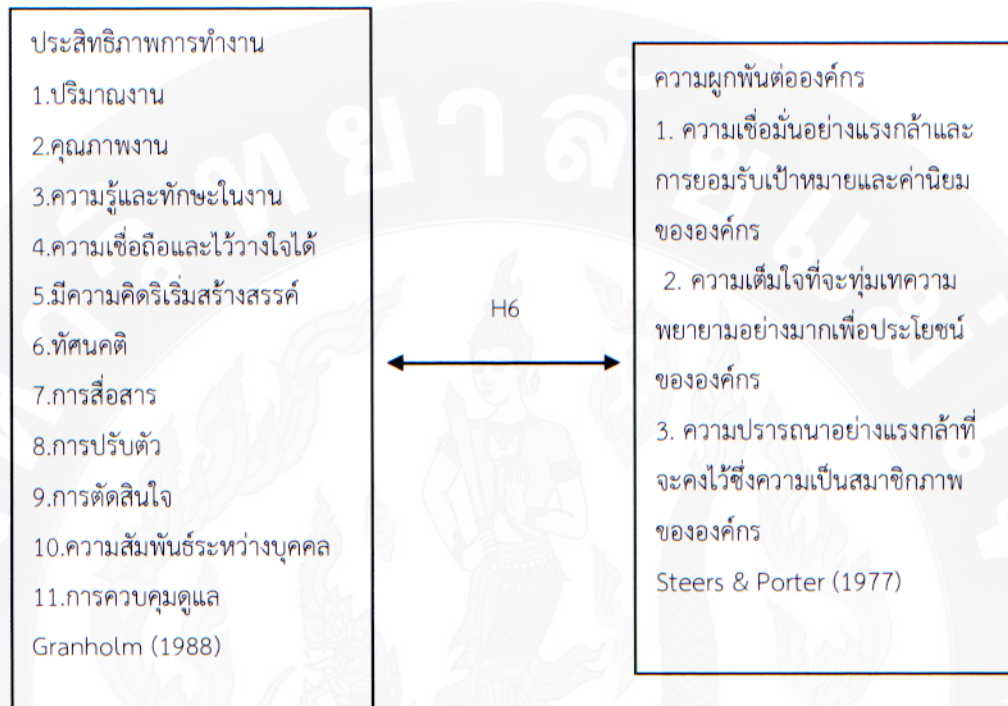 ประสิทธิภาพการทำงาน
1.ปริมาณงาน
2.คุณภาพงาน
3.ความรู้และทักษะในงาน
4.ความเชื่อถือและไว้วางใจได้
5.มีความคิดริเริ่มสร้างสรรค์
6.ทัศนคติ
7.การสื่อสาร
8.การปรับตัว
9.การตัดสินใจ
10.ความสัมพันธ์ระหว่างบุคคล
11.การควบคุมดูแล
Granholm (1988)
H6
ความผูกพันต่อองค์กร
1. ความเชื่อมั่นอย่างแรงกล้าและ
การยอมรับเป้าหมายและค่านิยม
ขององค์กร
2. ความเต็มใจที่จะทุ่มเทความ
พยายามอย่างมากเพื่อประโยชน์
ขององค์กร
3. ความปรารถนาอย่างแรงกล้าที่
จะคงไว้ซึ่งความเป็นสมาชิกภาพ
ขององค์กร
Steers & Porter (1977)